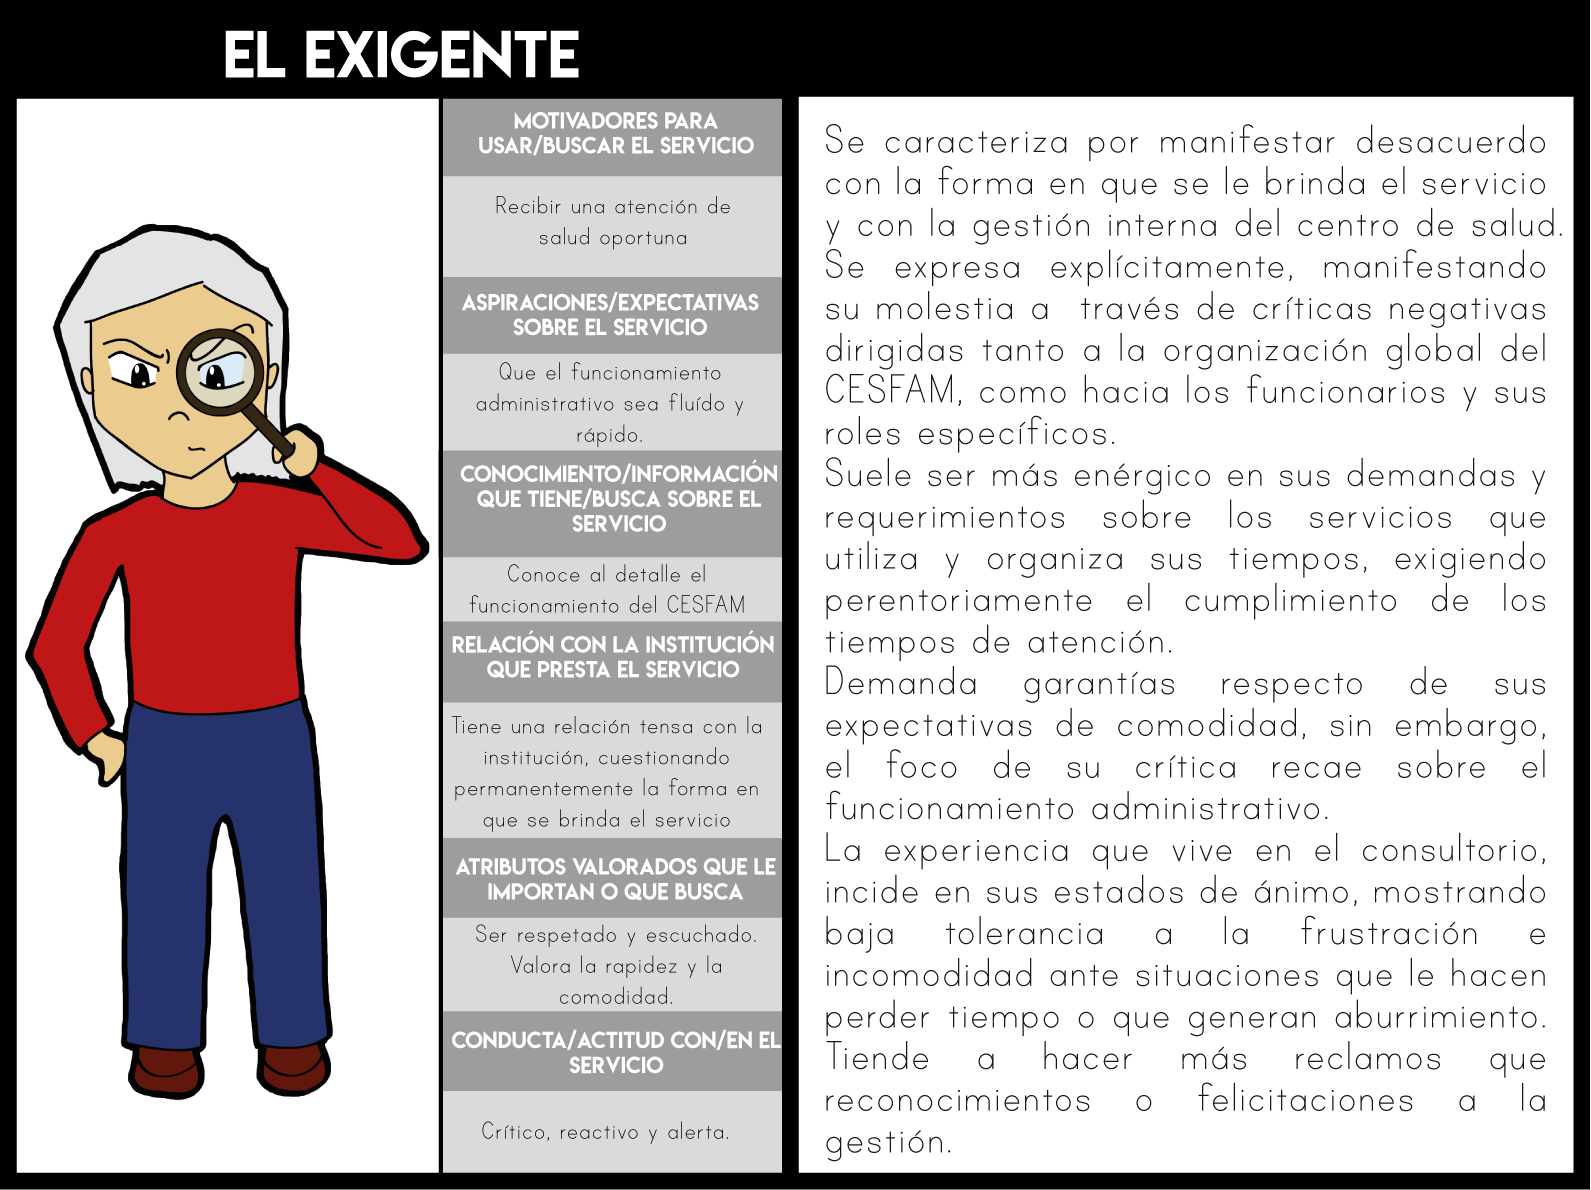 EL EXIGENTE
MOTIVADORES PARA
USAR/BUSCAR EL SERVICIO
Recibir una atención de
salud oportuna
ASPIRACIONES/EXPECTATIVAS
SOBRE EL SERVICIO
Que el funcionamiento
administrativo sea fluído y
rápido.
CONOCIMIENTO/INFORMACIÓN
QUE TIENE/BUSCA SOBRE EL
SERVICIO
Conoce al detalle el
funcionamiento del CESFAM
RELACIÓN CON LA INSTITUCIÓN
QUE PRESTA EL SERVICIO
Tiene una relación tensa con la
institución, cuestionando
permanentemente la forma en
que se brinda el servicio
ATRIBUTOS VALORADOS QUE LE
IMPORTAN O QUE BUSCA
Ser respetado y escuchado.
Valora la rapidez y la
comodidad.
CONDUCTA/ACTITUD CON/EN EL
SERVICIO
Crítico, reactivo y alerta.
Se caracteriza por manifestar desacuerdo
con la forma en que se le brinda el servicio
y con la gestión interna del centro de salud.
Se expresa explícitamente, manifestando
su molestia a través de críticas negativas
dirigidas tanto a la organización global del
CESFAM, como hacia los funcionarios y sus
roles específicos.
Suele ser más enérgico en sus demandas y
requerimientos sobre los servicios que
utiliza y organiza sus tiempos, exigiendo
perentoriamente el cumplimiento de los
tiempos de atención.
Demanda garantías respecto de sus
expectativas de comodidad, sin embargo,
el foco de su crítica recae sobre el
funcionamiento administrativo.
La experiencia que vive en el consultorio,
incide en sus estados de ánimo, mostrando
baja tolerancia a la frustración e
incomodidad ante situaciones que le hacen
perder tiempo o que generan aburrimiento.
Tiende a hacer más reclamos que
reconocimientos o felicitaciones a la
gestión.